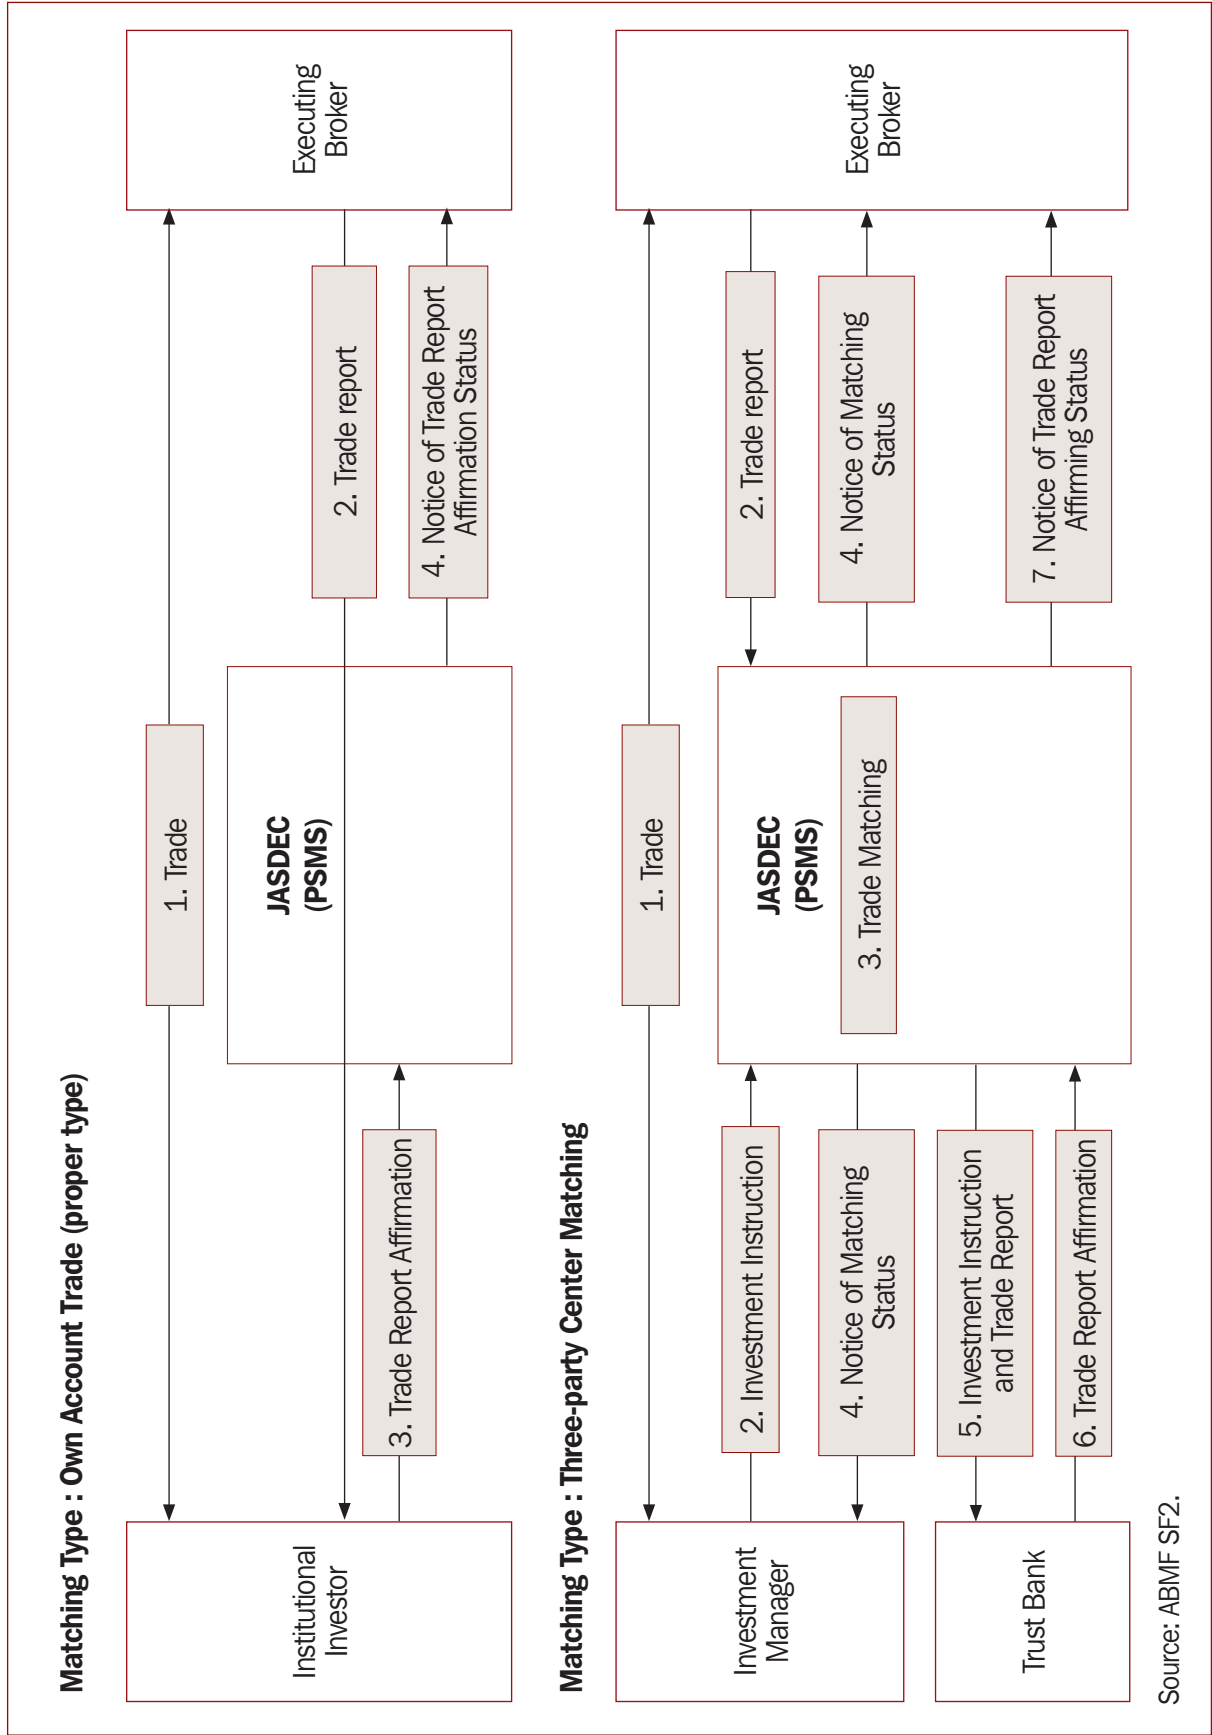 Matching Type : Own Account Trade (proper type)
Institutional
Investor
1. Trade
JASDEC
(PSMS)
Executing
Broker
2. Trade report
3. Trade Report Affirmation
4. Notice of Trade Report
Affirmation Status
Matching Type : Three-party Center Matching
Investment
Manager
Trust Bank
1. Trade
JASDEC
(PSMS)
Executing
Broker
2. Investment Instruction
2. Trade report
3. Trade Matching
4. Notice of Matching
Status
4. Notice of Matching
Status
5. Investment Instruction
and Trade Report
6. Trade Report Affirmation
7. Notice of Trade Report
Affirming Status
Source: ABMF SF2.